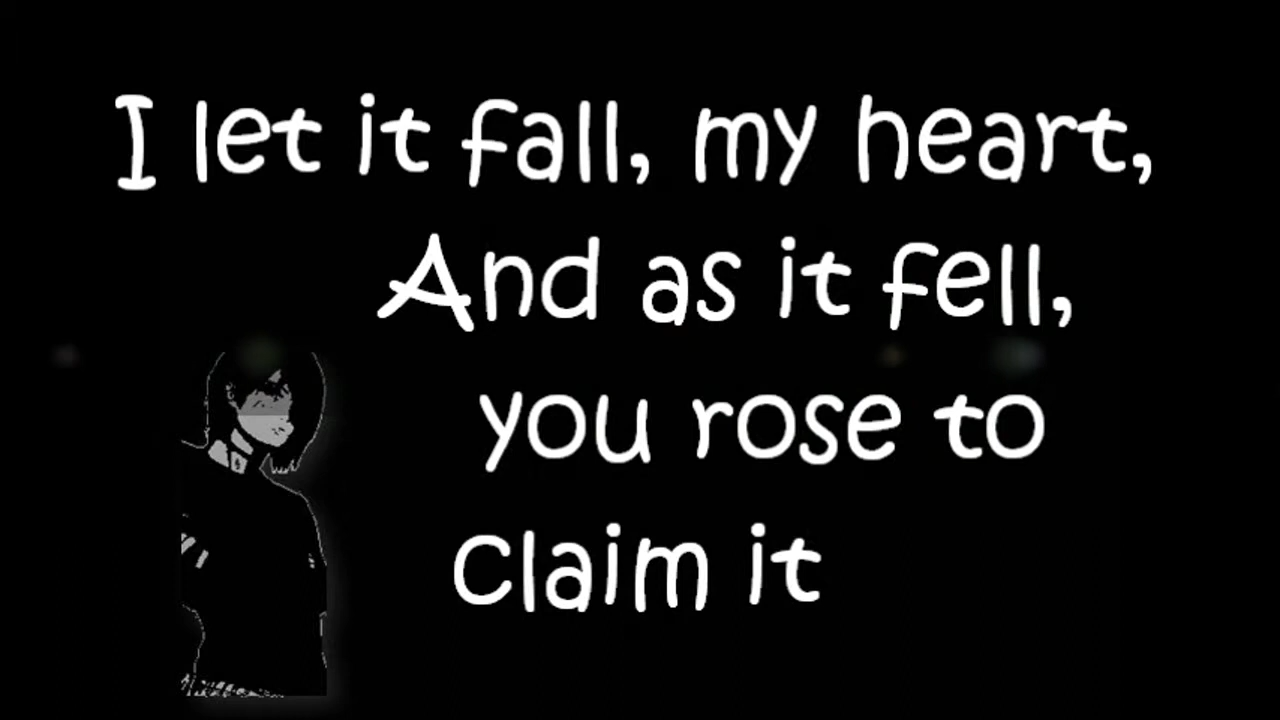 I let it fall, my heart,
And as it fell,
you rose to
claim it